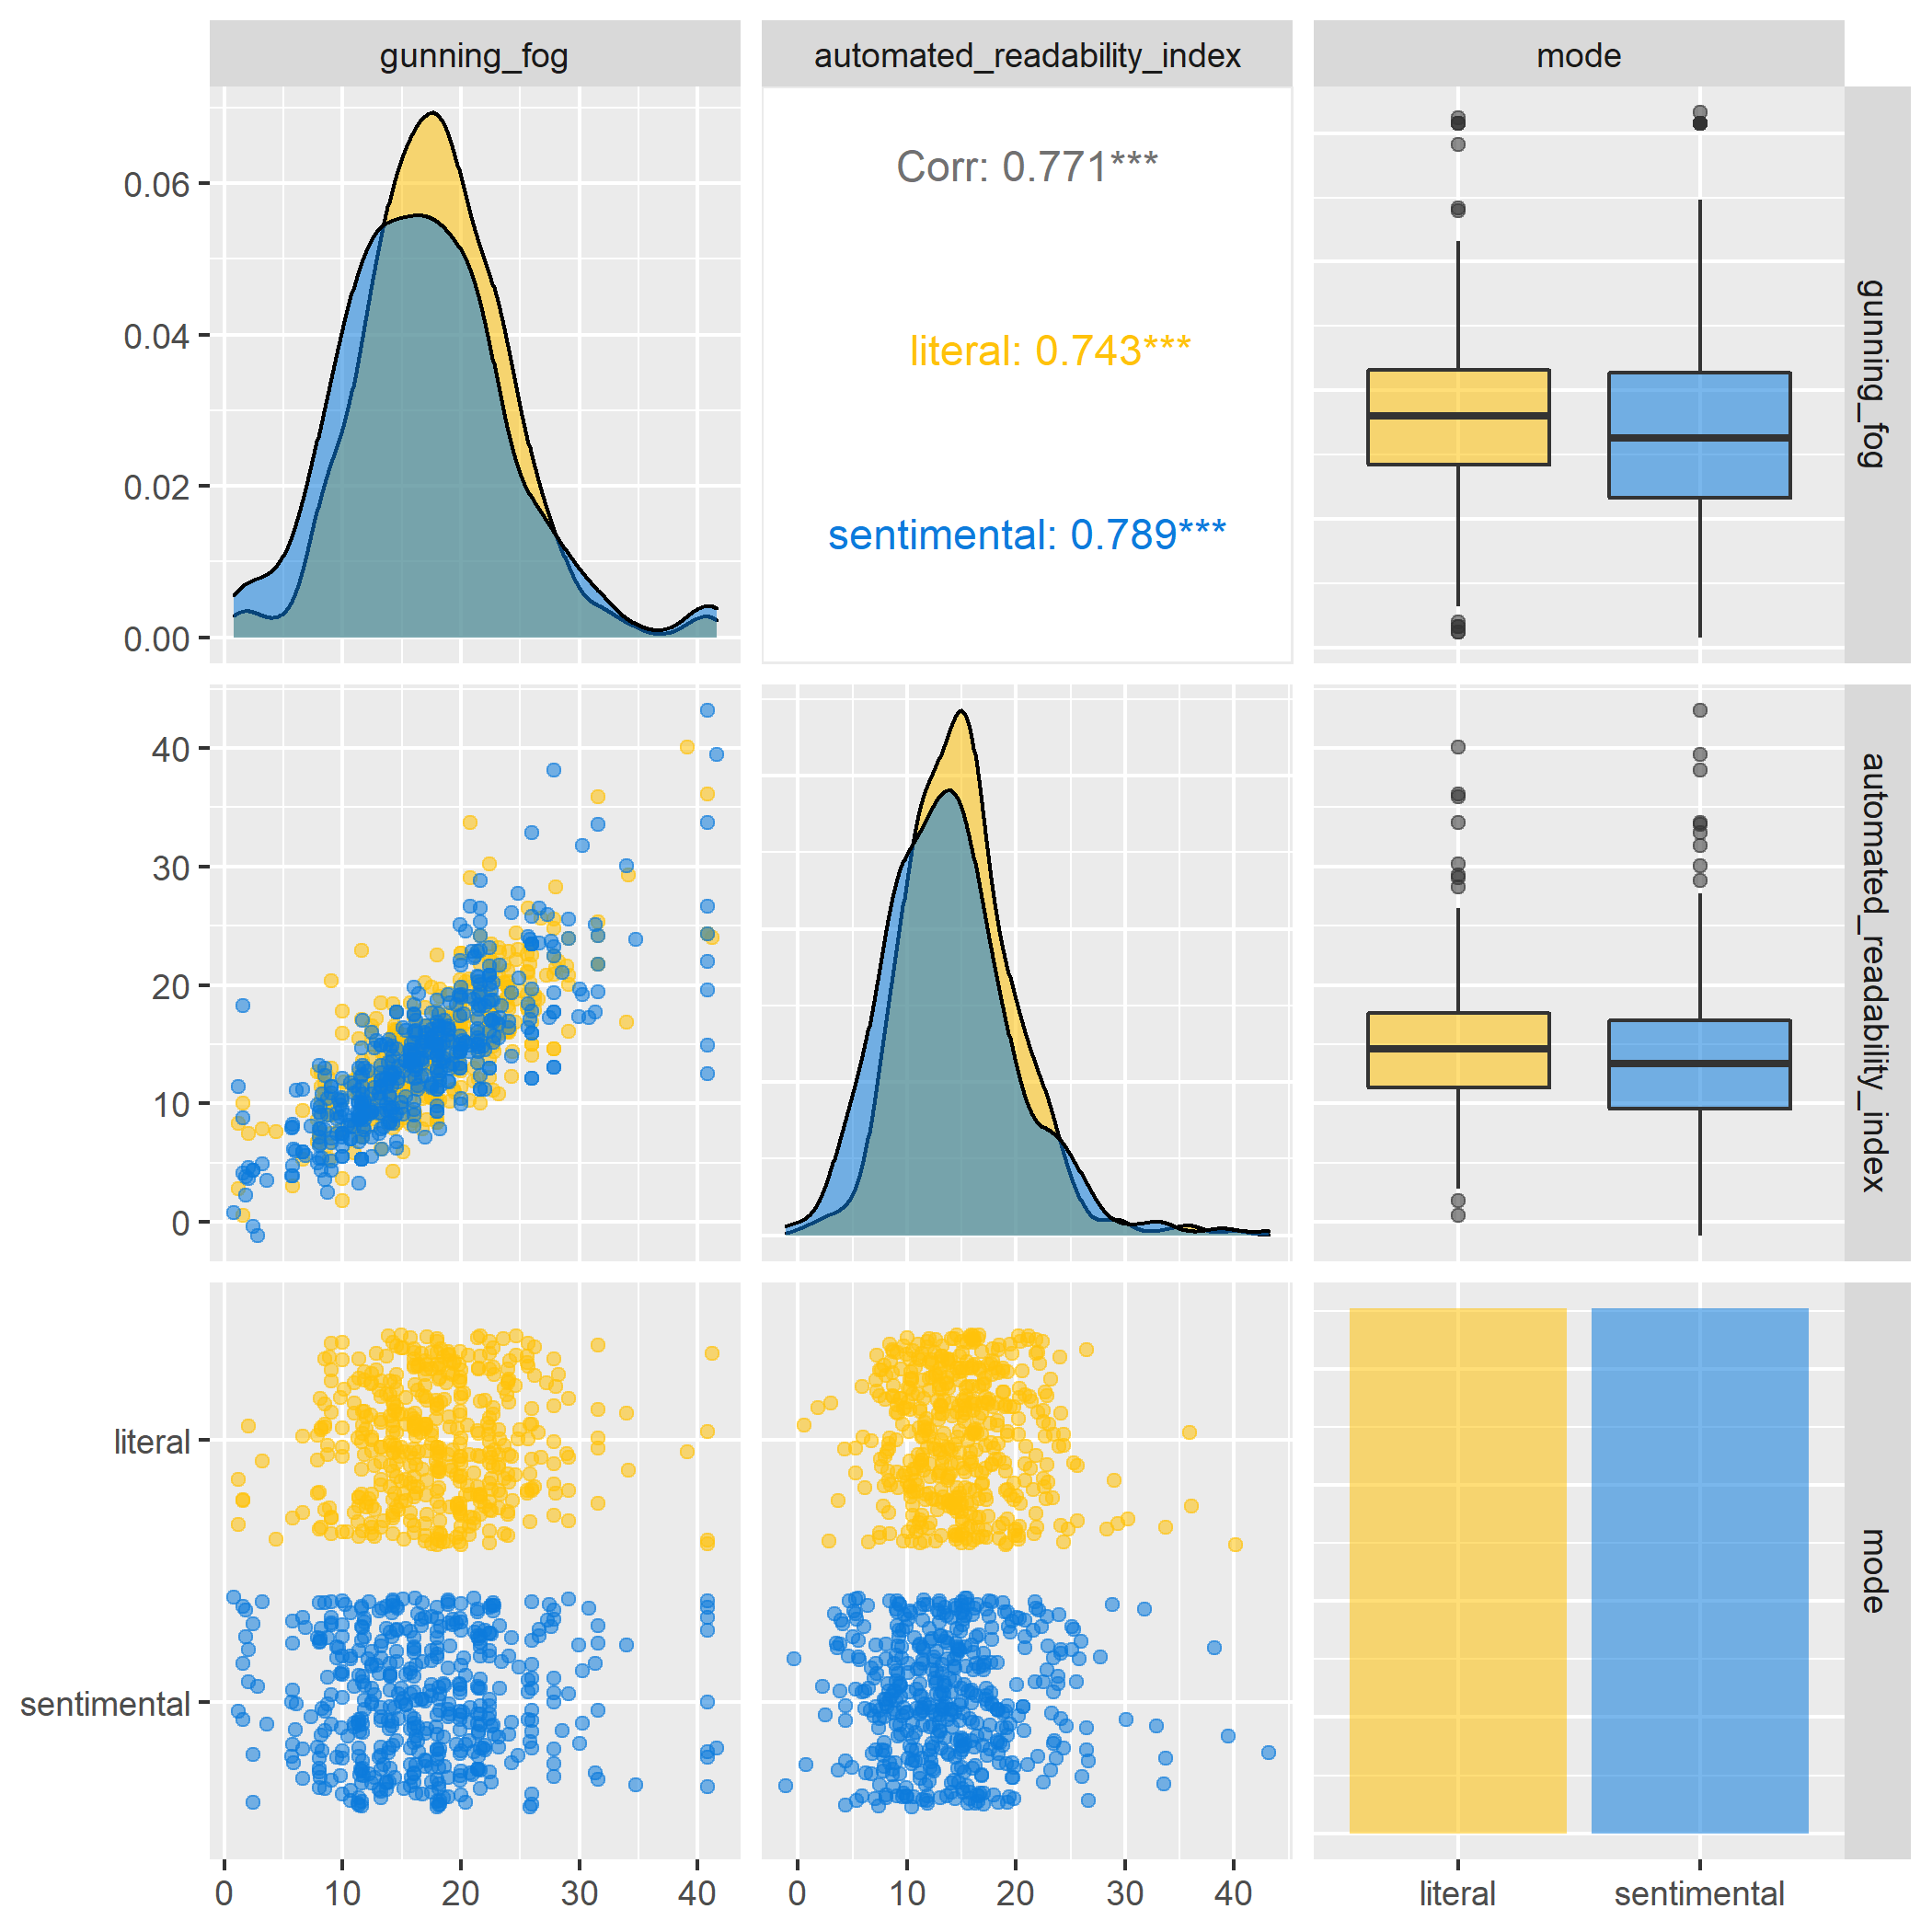 gunning_fog automated_readability_index mode
0.06
0.04
0.02
0.00
Corr: 0.771***
literal: 0.743***
sentimental: 0.789***
gunning_fog
40
30
20
10
0
automated_readability_index
literal
sentimental
mode
0 10 20 30 40 0 10 20 30 40 literal sentimental